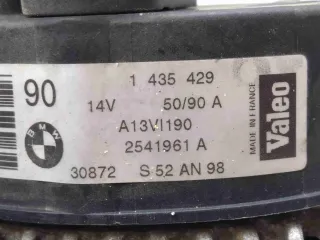 90
1 435 429
14V 50/90 A
A13VI190
BMW
2541961 A
30872 S 52 AN 98
MADE IN FRANCE
Valeo